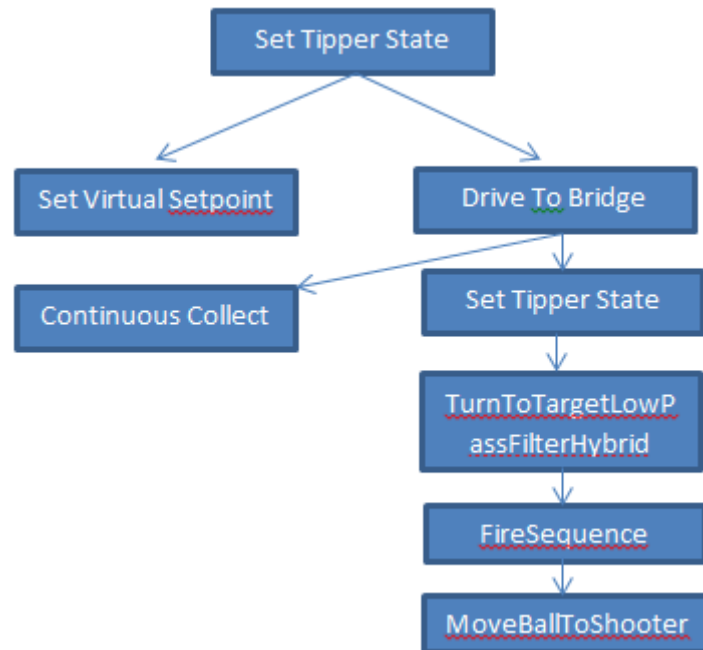 Set Tipper State
Set Virtual Setpoint
Drive To Bridge
Continuous Collect
Set Tipper State
TurnToTargetLowP
assFilterHybrid
FireSequence
MoveBallToShooter